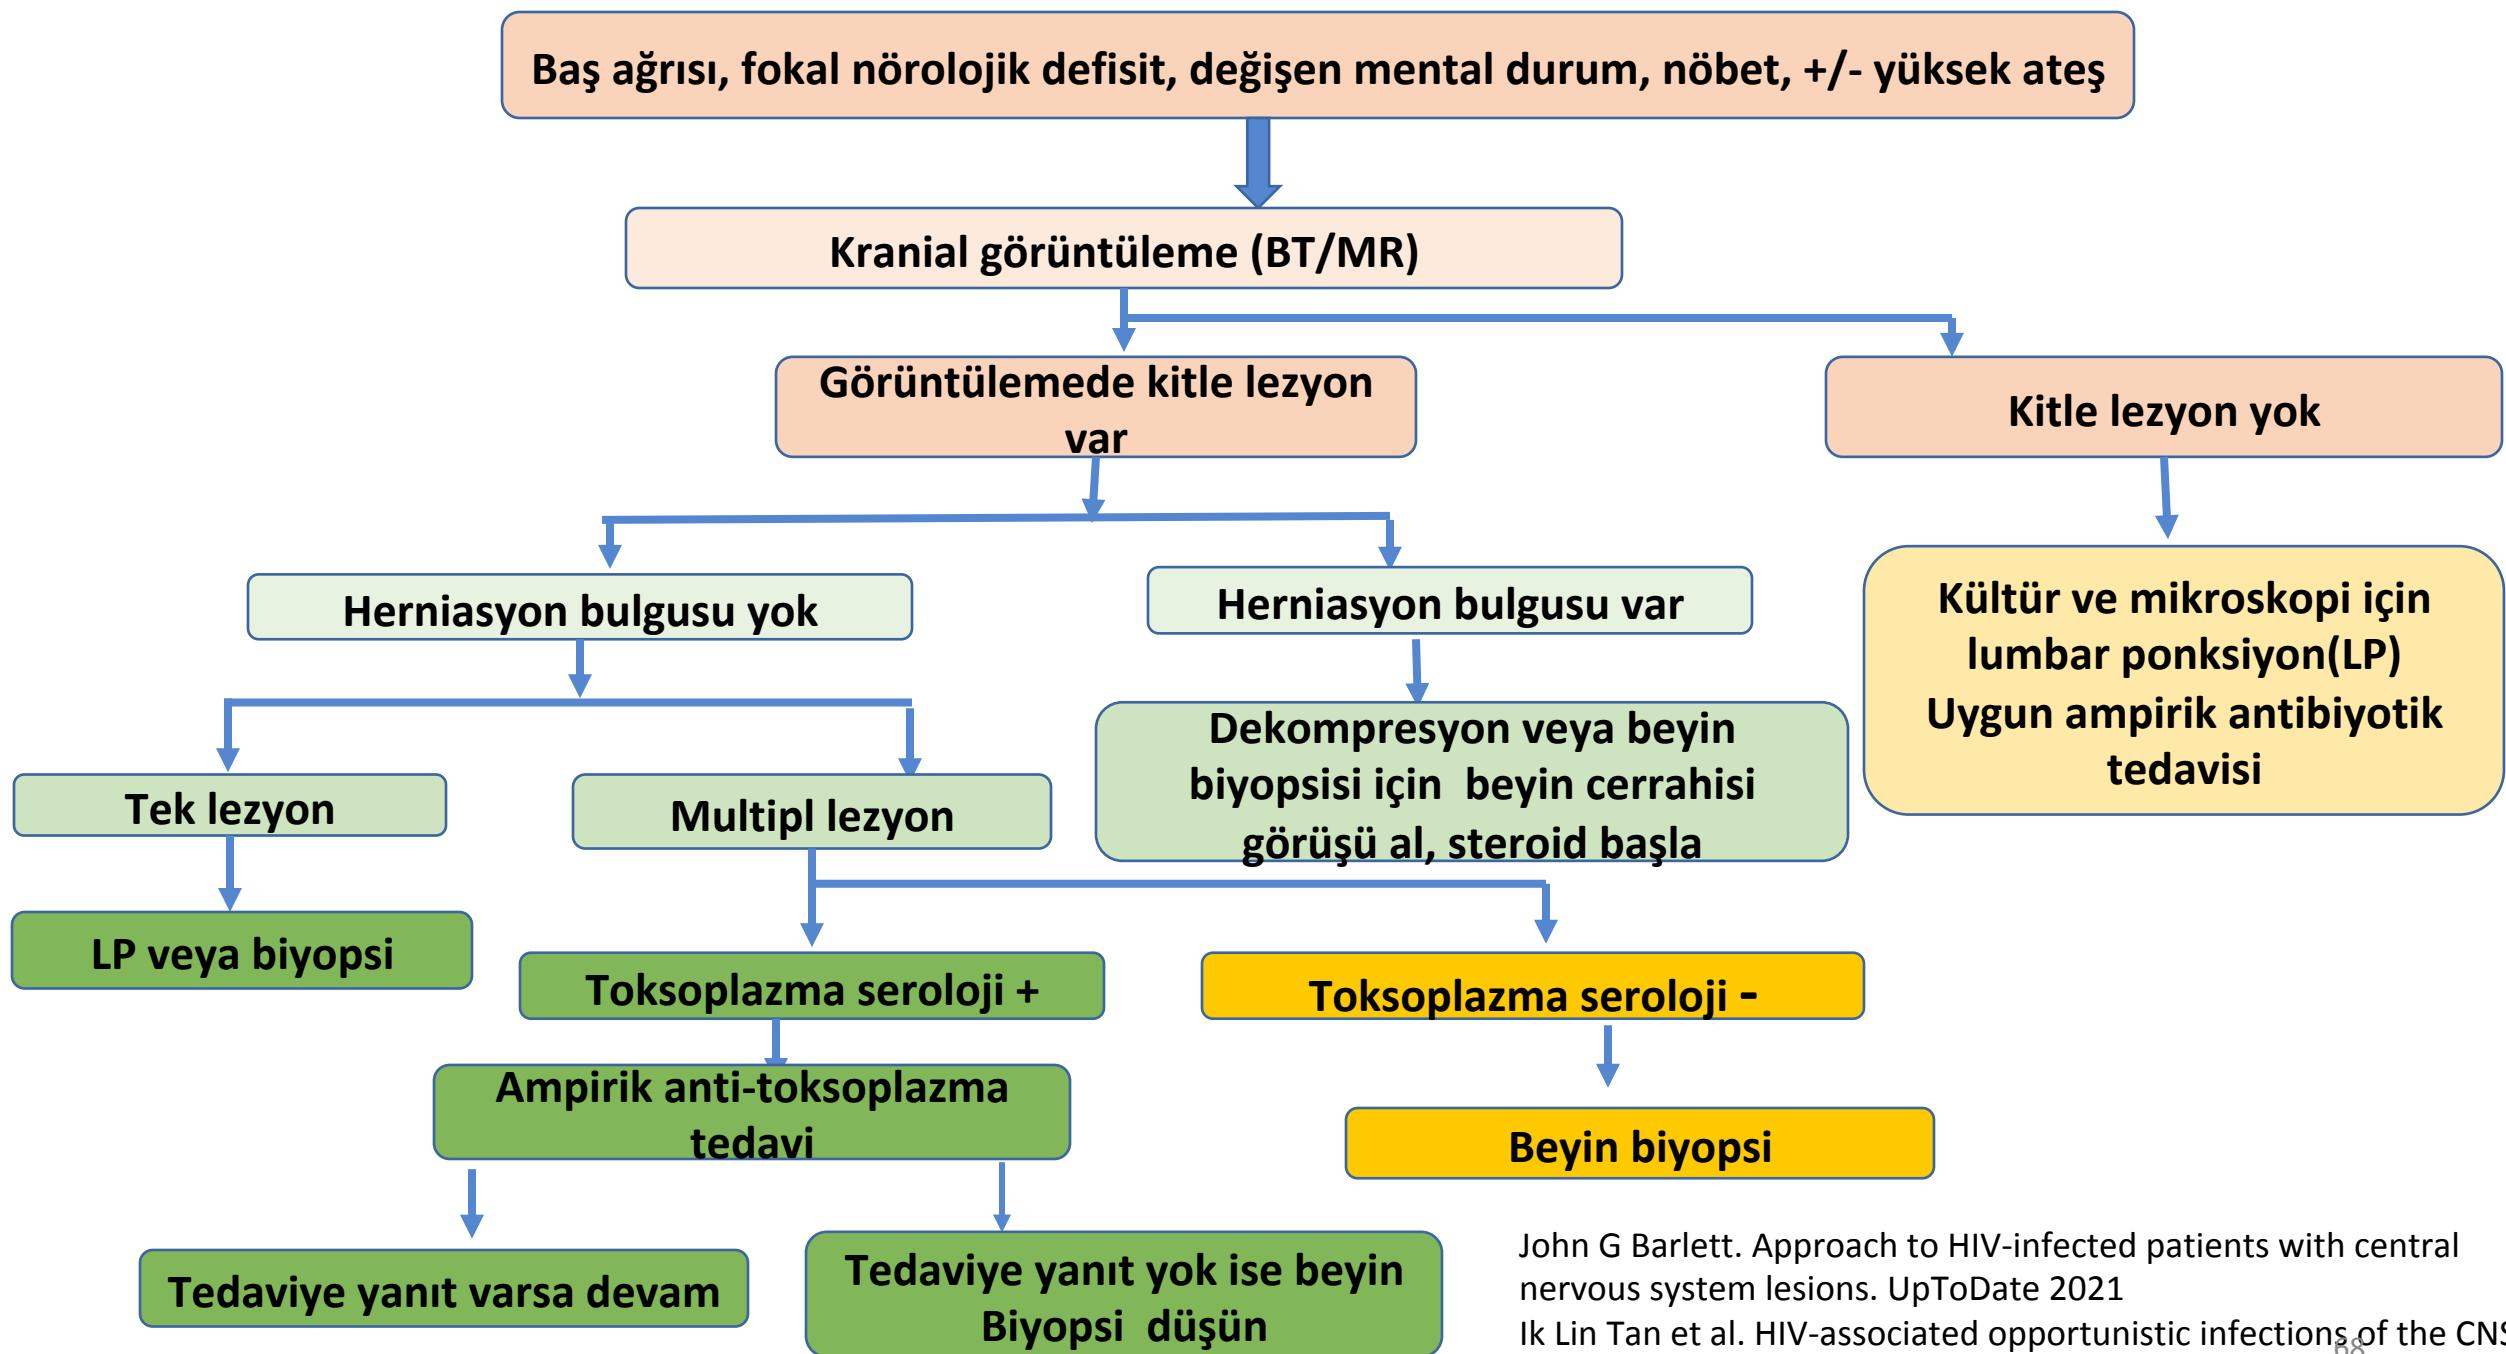 Baş ağrısı, fokal nörolojik defisit, değişen mental durum, nöbet, +/- yüksek ateş
Kranial görüntüleme (BT/MR)
Görüntülemede kitle lezyon
var
Kitle lezyon yok
Herniasyon bulgusu yok
Herniasyon bulgusu var
Kültür ve mikroskopi için
lumbar ponksiyon(LP)
Uygun ampirik antibiyotik
tedavisi
Dekompresyon veya beyin
biyopsisi için  beyin cerrahisi
görüşü al, steroid başla
Tek lezyon
Multipl lezyon
LP veya biyopsi
Toksoplazma seroloji +
Toksoplazma seroloji -
Ampirik anti-toksoplazma
tedavi
Beyin biyopsi
Tedaviye yanıt varsa devam
Tedaviye yanıt yok ise beyin
Biyopsi  düşün
John G Barlett. Approach to HIV-infected patients with central
nervous system lesions. UpToDate 2021
Ik Lin Tan et al. HIV-associated opportunistic infections of the CNS
68